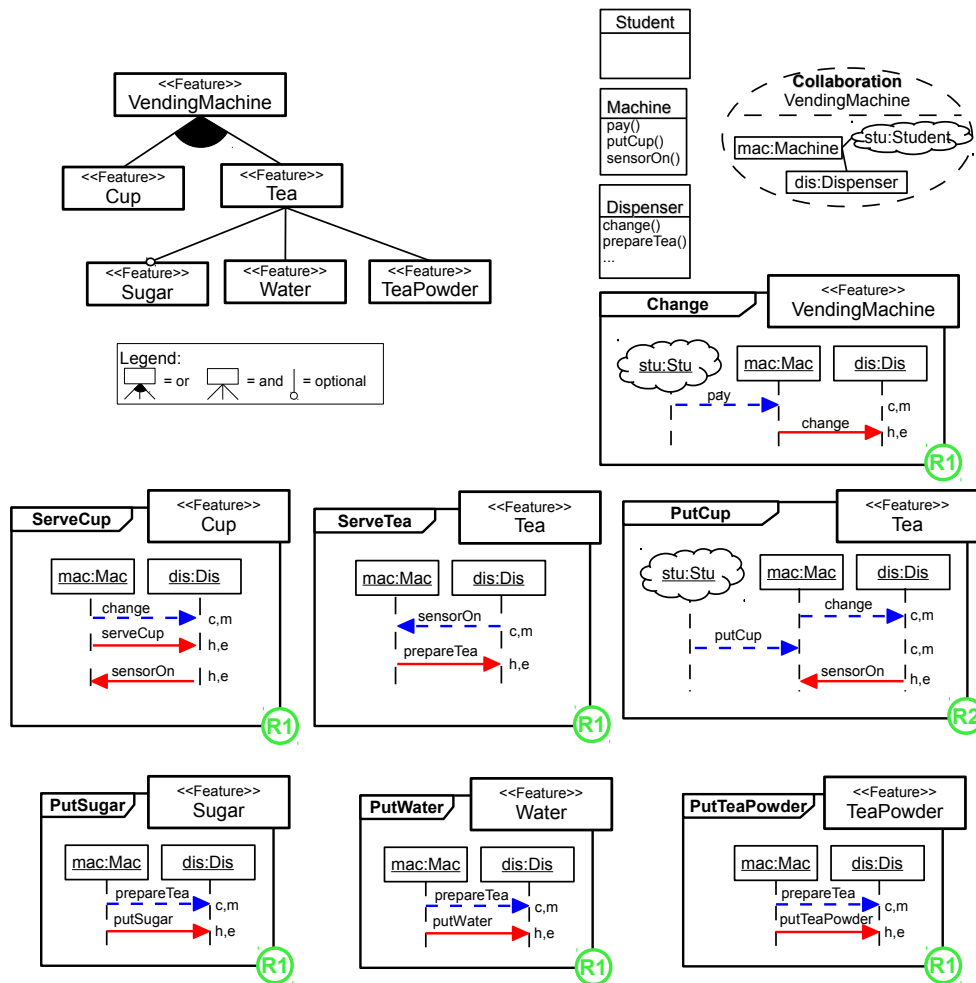 <<Feature>>
VendingMachine
<<Feature>>
Cup
<<Feature>>
Tea
<<Feature>>
Sugar
<<Feature>>
Water
<<Feature>>
TeaPowder
Legend:
= or
= and
= optional
Student
Machine
pay()
putCup()
sensorOn()
Dispenser
change()
prepareTea()
...
Collaboration
VendingMachine
mac:Machine
stu:Student
dis:Dispenser
Change
<<Feature>>
VendingMachine
stu:Stu
mac:Mac
dis:Dis
pay
c,m
change
h,e
R1
ServeCup
<<Feature>>
Cup
mac:Mac
dis:Dis
change
c,m
serveCup
h,e
sensorOn
h,e
R1
ServeTea
<<Feature>>
Tea
mac:Mac
dis:Dis
sensorOn
c,m
prepareTea
h,e
R1
PutCup
<<Feature>>
Tea
stu:Stu
mac:Mac
dis:Dis
change
c,m
putCup
c,m
sensorOn
h,e
R2
PutSugar
<<Feature>>
Sugar
mac:Mac
dis:Dis
prepareTea
c,m
putSugar
h,e
R1
PutWater
<<Feature>>
Water
mac:Mac
dis:Dis
prepareTea
c,m
putWater
h,e
R1
PutTeaPowder
<<Feature>>
TeaPowder
mac:Mac
dis:Dis
prepareTea
c,m
putTeaPowder
h,e
R1